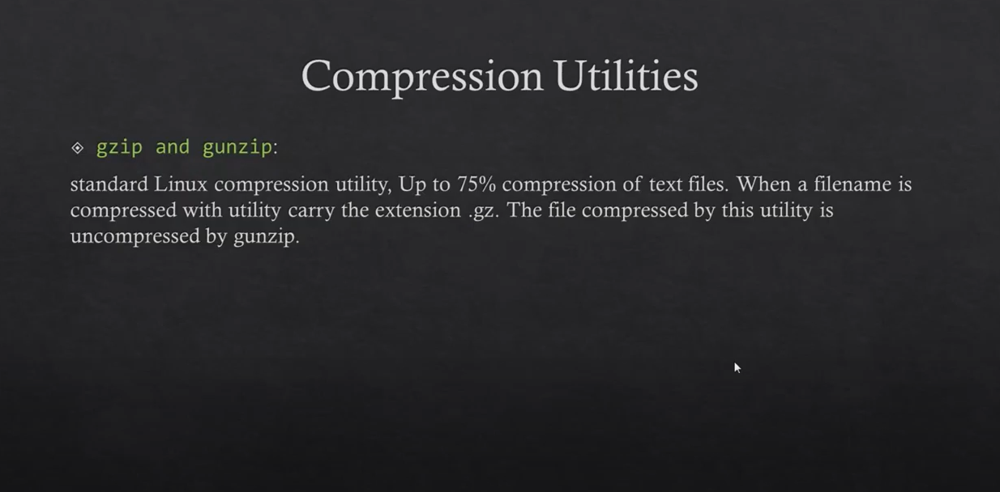 Compression Utilities
gzip and gunzip:
standard Linux compression utility, Up to 75% compression of text files. When a filename is
compressed with utility carry the extension .gz. The file compressed by this utility is
uncompressed by gunzip.